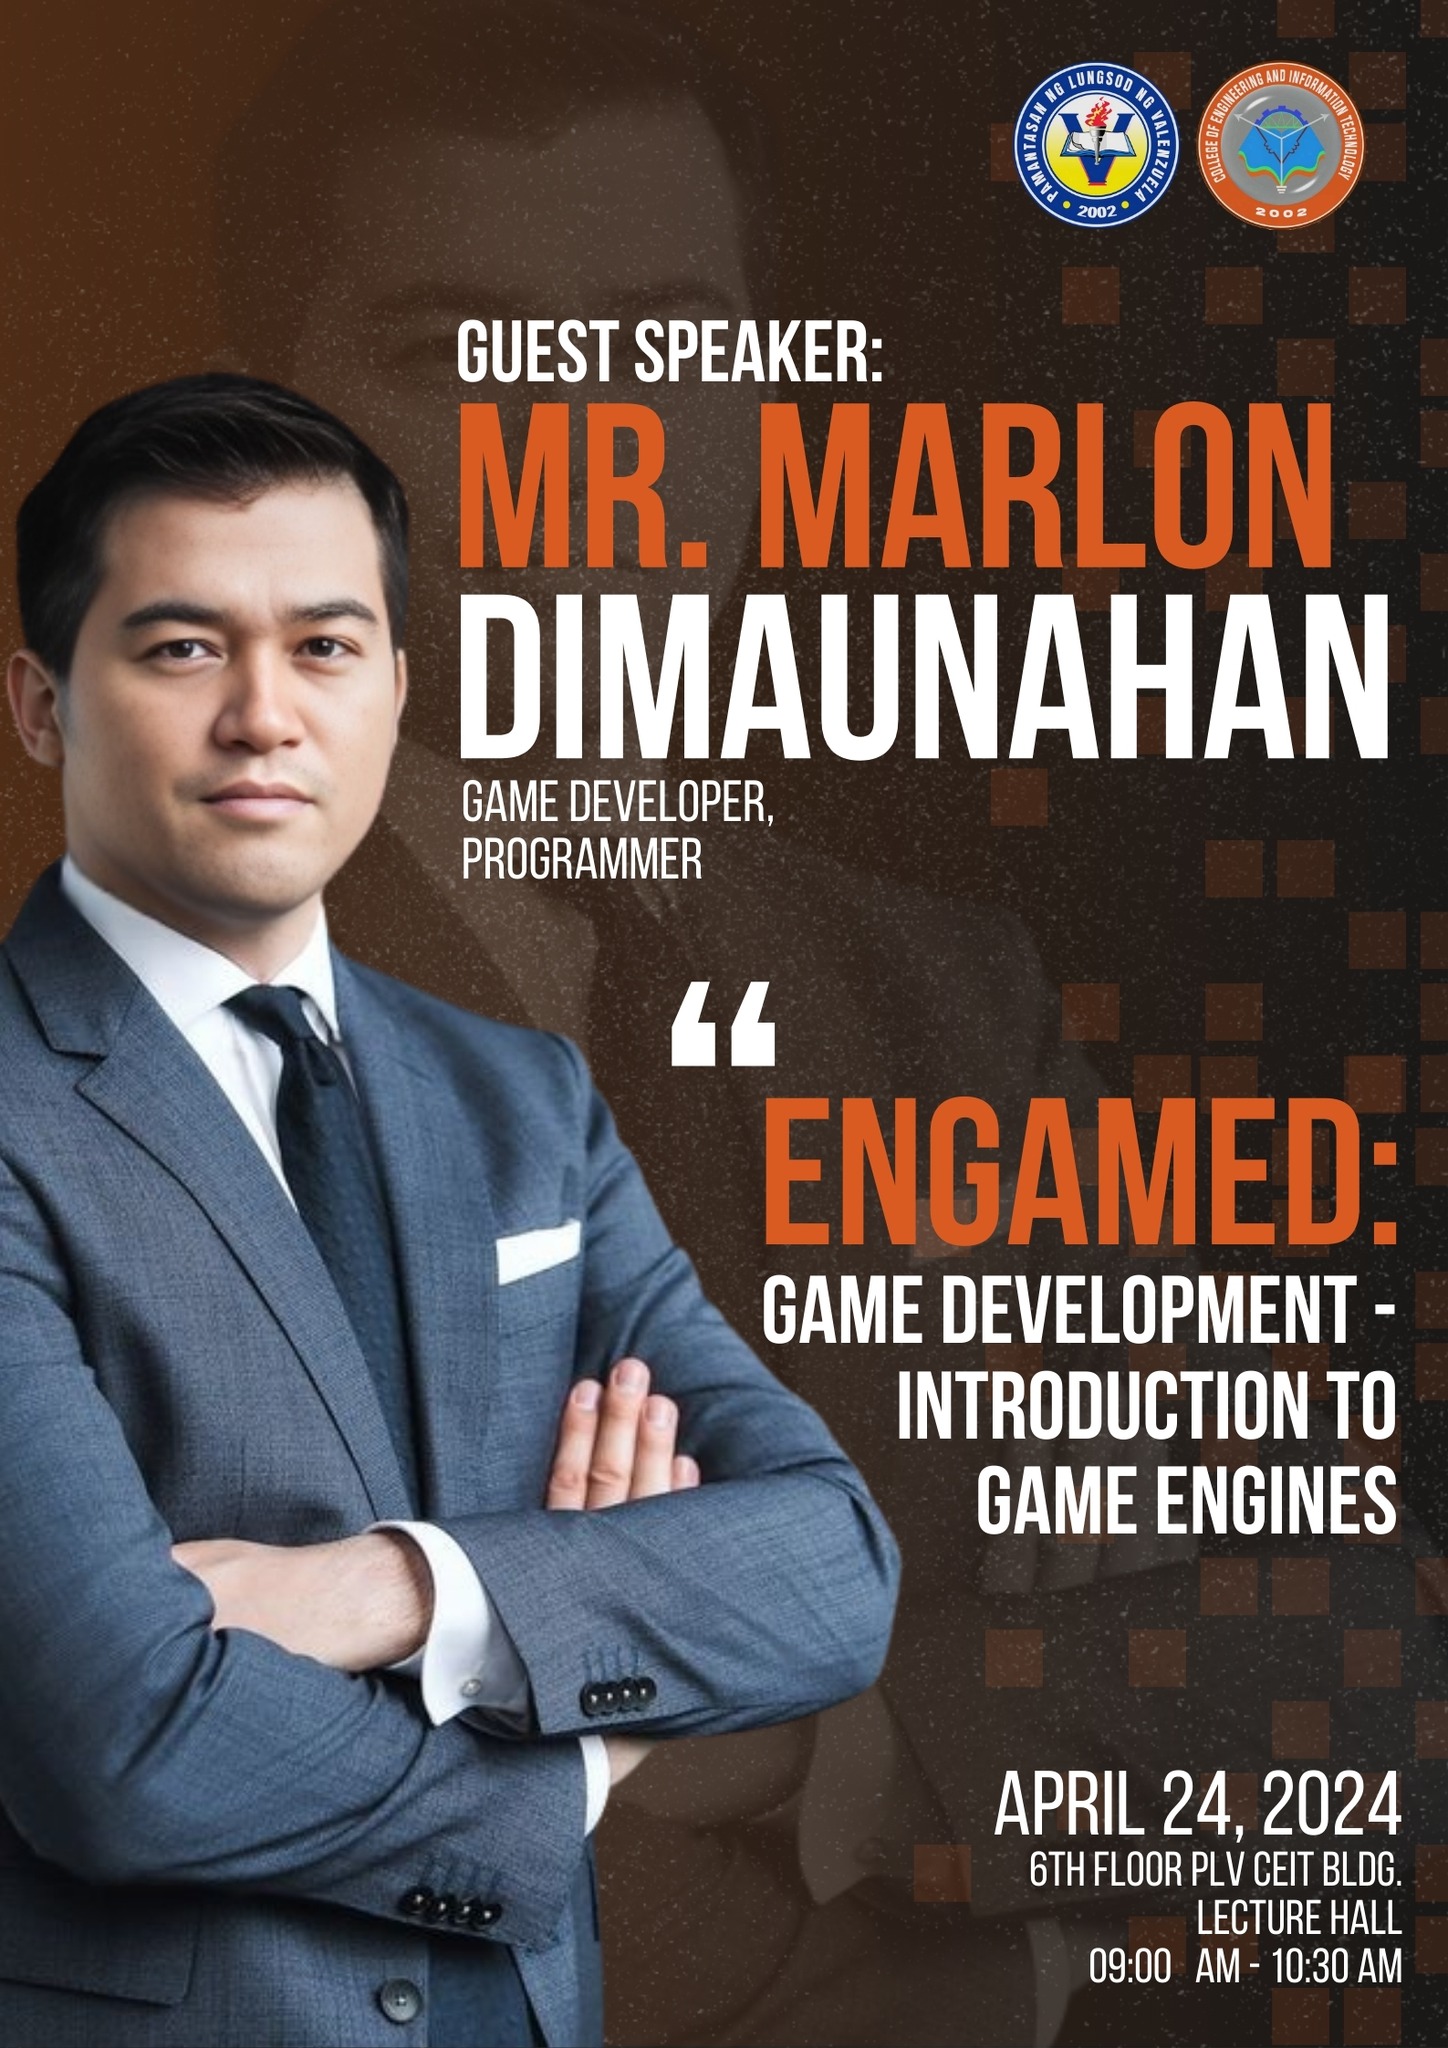 PAMANTASAN NG LUNGSOD NG VALENZUELA
2002
COLLEGE OF ENGINEERING AND INFORMATION TECHNOLOGY
2002
GUEST SPEAKER:
MR. MARLON
DIMAUNAHAN
GAME DEVELOPER,
PROGRAMMER
“
ENGAMED:
GAME DEVELOPMENT -
INTRODUCTION TO
GAME ENGINES
APRIL 24, 2024
6TH FLOOR PLV CEIT BLDG.
LECTURE HALL
09:00 AM - 10:30 AM